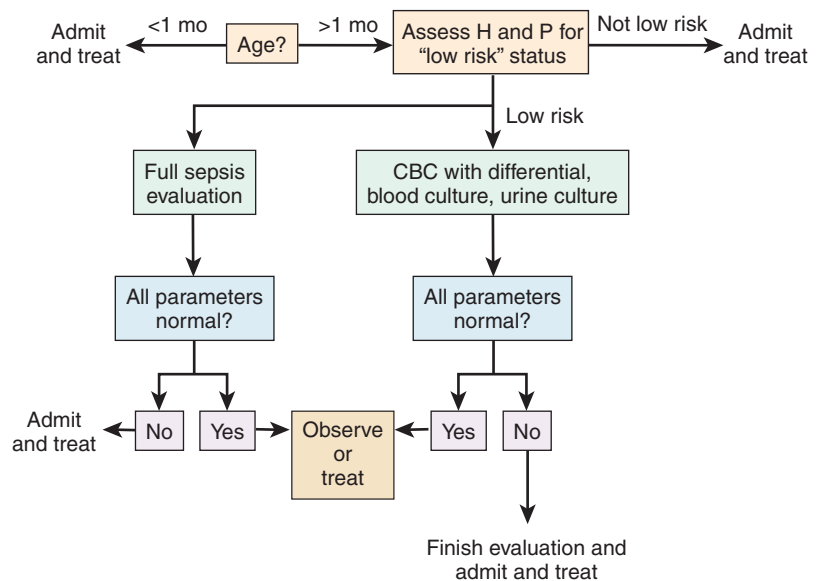 Admit
and treat
<1 mo
Age?
>1 mo
Assess H and P for
“low risk” status
Not low risk
Admit
and treat
Low risk
Full sepsis
evaluation
CBC with differential,
blood culture, urine culture
All parameters
normal?
All parameters
normal?
Admit
and treat
No
Yes
Observe
or
treat
Yes
No
Finish evaluation and
admit and treat